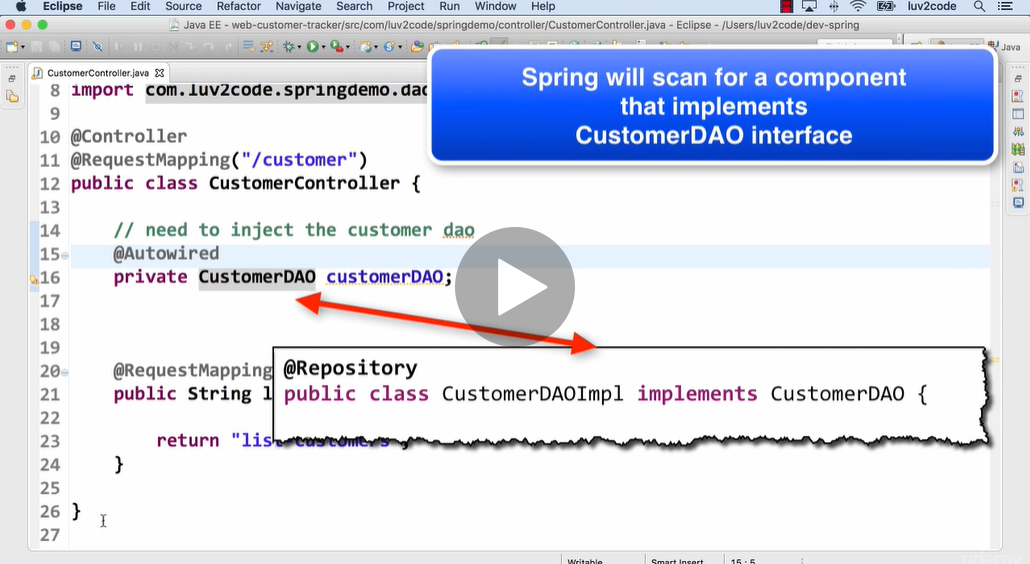 Eclipse File Edit Source Refactor Navigate Search Project Run Window Help luv2code
Java EE - web-customer-tracker/src/com/luv2code/springdemo/controller/CustomerController.java - Eclipse - /Users/luv2code/dev-spring
Java
CustomerController.java
Spring will scan for a component
that implements
CustomerDAO interface
8 import com.luv2code.springdemo.dao
9
10 @Controller
11 @RequestMapping("/customer")
12 public class CustomerController {
13
14 // need to inject the customer dao
15 @Autowired
16 private CustomerDAO customerDAO;
17
18
19
20 @RequestMapping
21 public String l
22
23 return "list-customers";
24 }
25
26 }
27
@Repository
public class CustomerDAOImpl implements CustomerDAO {
Writable Smart Insert 15 : 5
udemy